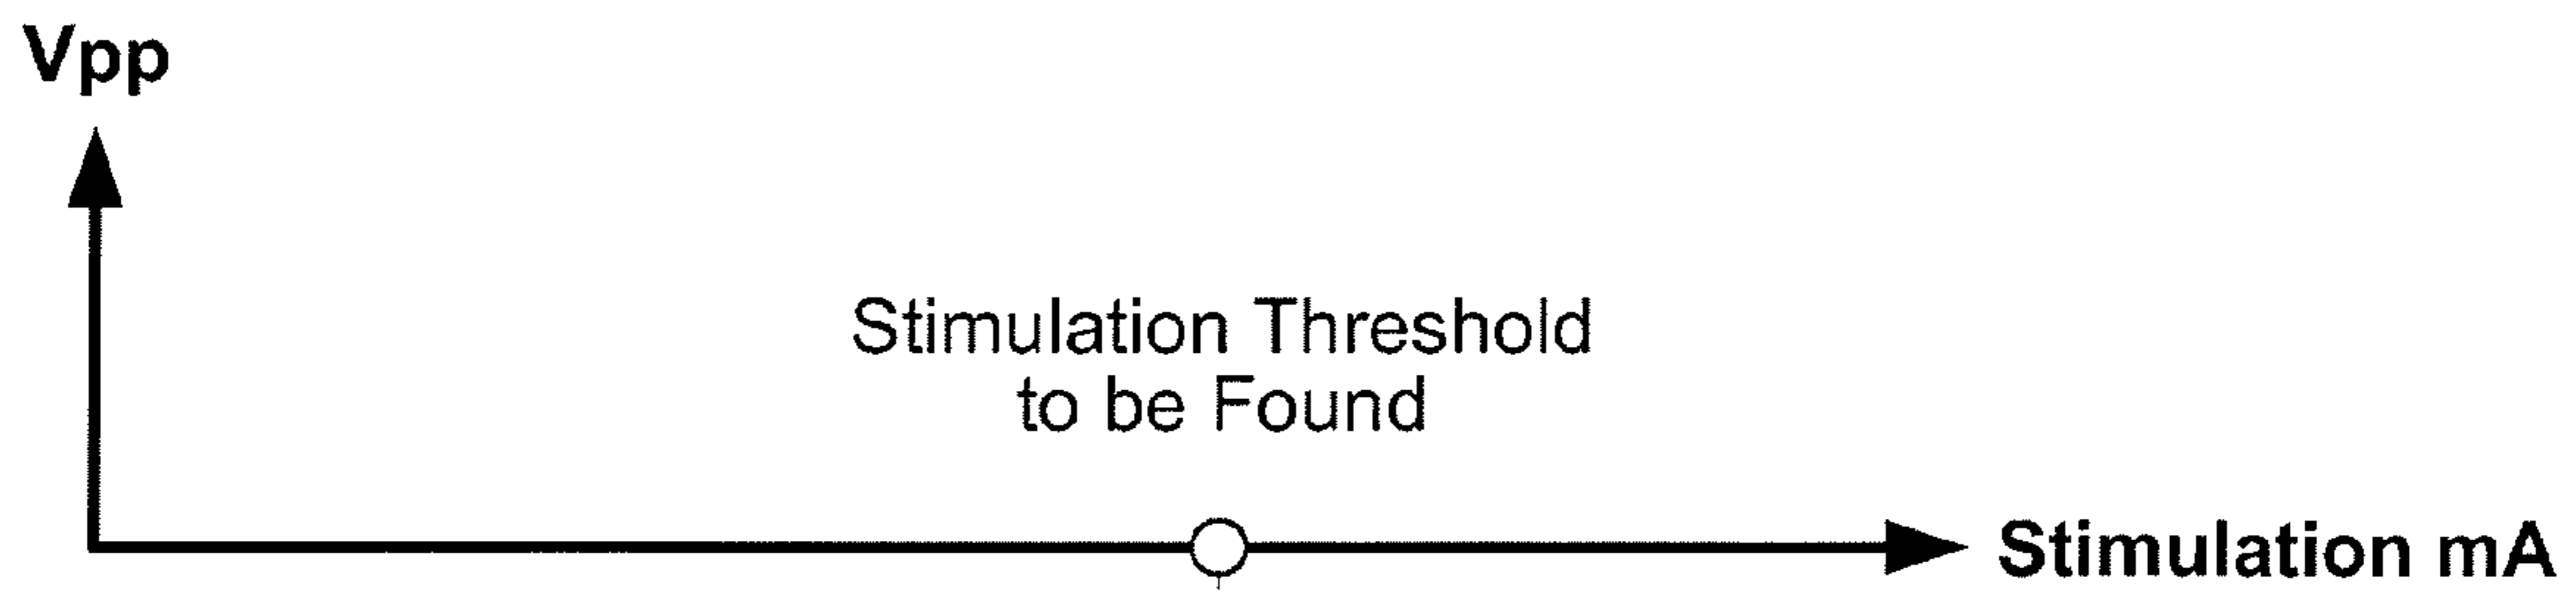 Vpp
Stimulation Threshold
to be Found
Stimulation mA